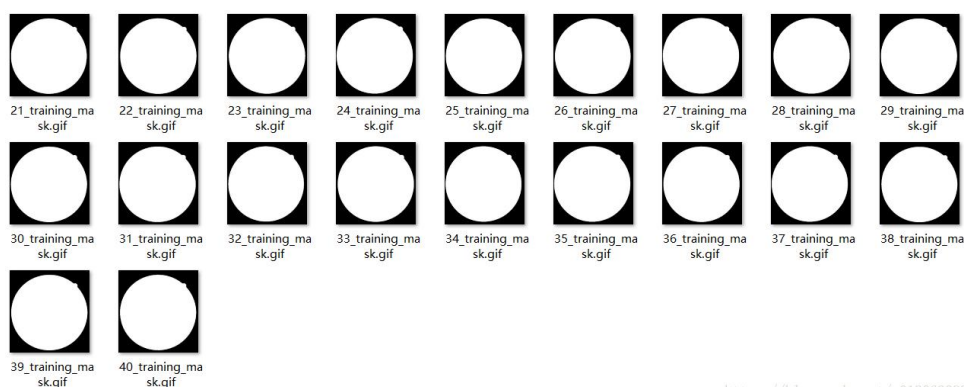 21_training_ma 22_training_ma 23_training_ma 24_training_ma 25_training_ma 26_training_ma 27_training_ma 28_training_ma 29_training_ma
sk.gif sk.gif sk.gif sk.gif sk.gif sk.gif sk.gif sk.gif sk.gif
30_training_ma 31_training_ma 32_training_ma 33_training_ma 34_training_ma 35_training_ma 36_training_ma 37_training_ma 38_training_ma
sk.gif sk.gif sk.gif sk.gif sk.gif sk.gif sk.gif sk.gif sk.gif
39_training_ma 40_training_ma
sk.gif sk.gif